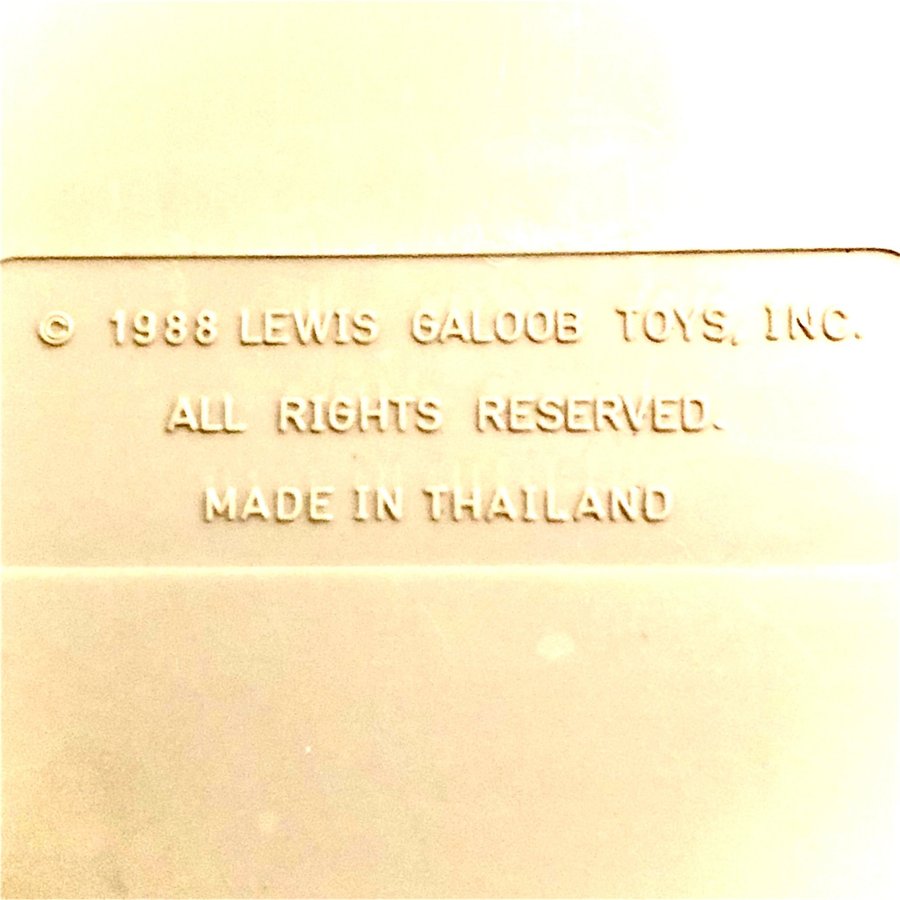 © 1988 LEWIS GALOOB TOYS, INC.
ALL RIGHTS RESERVED.
MADE IN THAILAND